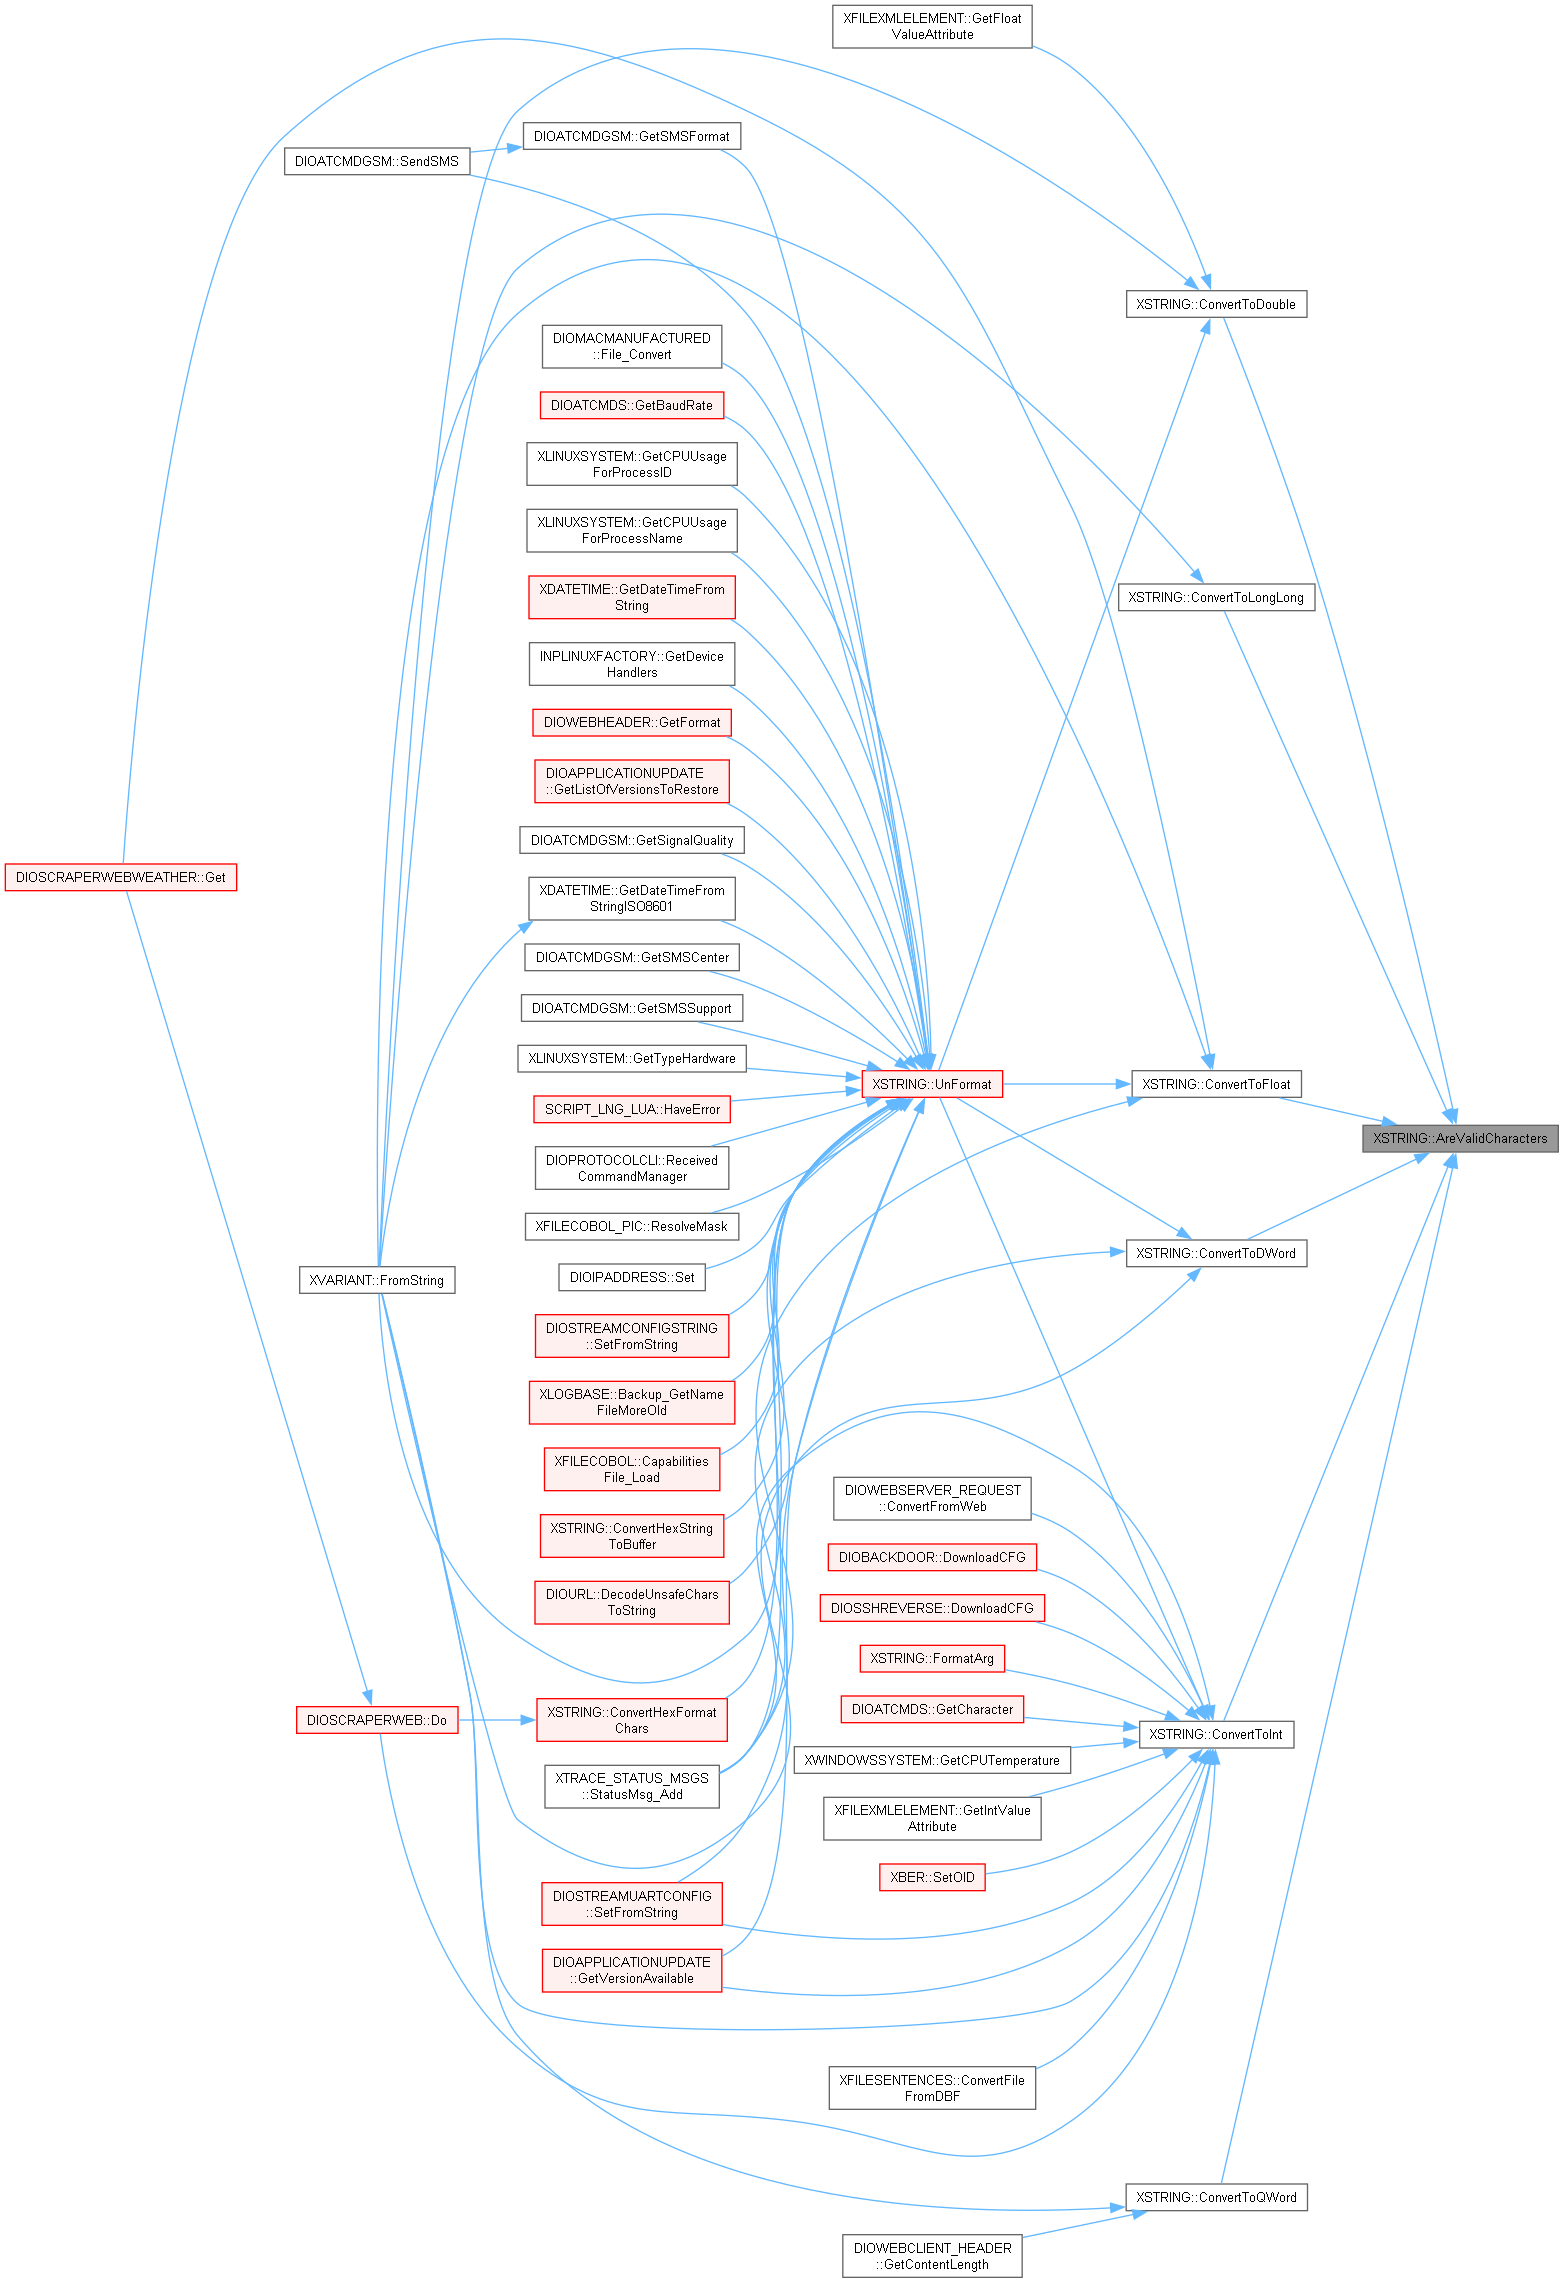 XFILEXMLELEMENT::GetFloat
ValueAttribute
DIOATCMDGSM::GetSMSFormat
DIOATCMDGSM::SendSMS
XSTRING::ConvertToDouble
DIOMACMANUFACTURED
::File_Convert
DIOATCMDS::GetBaudRate
XLINUXSYSTEM::GetCPUUsage
ForProcessID
XLINUXSYSTEM::GetCPUUsage
ForProcessName
XDATETIME::GetDateTimeFrom
String
XSTRING::ConvertToLongLong
INPLINUXFACTORY::GetDevice
Handlers
DIOWEBHEADER::GetFormat
DIOAPPLICATIONUPDATE
::GetListOfVersionsToRestore
DIOATCMDGSM::GetSignalQuality
DIOSCRAPERWEBWEATHER::Get
XDATETIME::GetDateTimeFrom
StringISO8601
DIOATCMDGSM::GetSMSCenter
DIOATCMDGSM::GetSMSSupport
XLINUXSYSTEM::GetTypeHardware
XSTRING::UnFormat
XSTRING::ConvertToFloat
SCRIPT_LNG_LUA::HaveError
XSTRING::AreValidCharacters
DIOPROTOCOLCLI::Received
CommandManager
XFILECOBOL_PIC::ResolveMask
XSTRING::ConvertToDWord
DIOIPADDRESS::Set
XVARIANT::FromString
DIOSTREAMCONFIGSTRING
::SetFromString
XLOGBASE::Backup_GetName
FileMoreOld
XFILECOBOL::Capabilities
File_Load
DIOWEBSERVER_REQUEST
::ConvertFromWeb
XSTRING::ConvertHexString
ToBuffer
DIOBACKDOOR::DownloadCFG
DIOURL::DecodeUnsafeChars
ToString
DIOSSHREVERSE::DownloadCFG
XSTRING::FormatArg
DIOATCMDS::GetCharacter
DIOSCRAPERWEB::Do
XSTRING::ConvertHexFormat
Chars
XSTRING::ConvertToInt
XWINDOWSSYSTEM::GetCPUTemperature
XTRACE_STATUS_MSGS
::StatusMsg_Add
XFILEXMLELEMENT::GetIntValue
Attribute
XBER::SetOID
DIOSTREAMUARTCONFIG
::SetFromString
DIOAPPLICATIONUPDATE
::GetVersionAvailable
XFILESENTENCES::ConvertFile
FromDBF
XSTRING::ConvertToQWord
DIOWEBCLIENT_HEADER
::GetContentLength